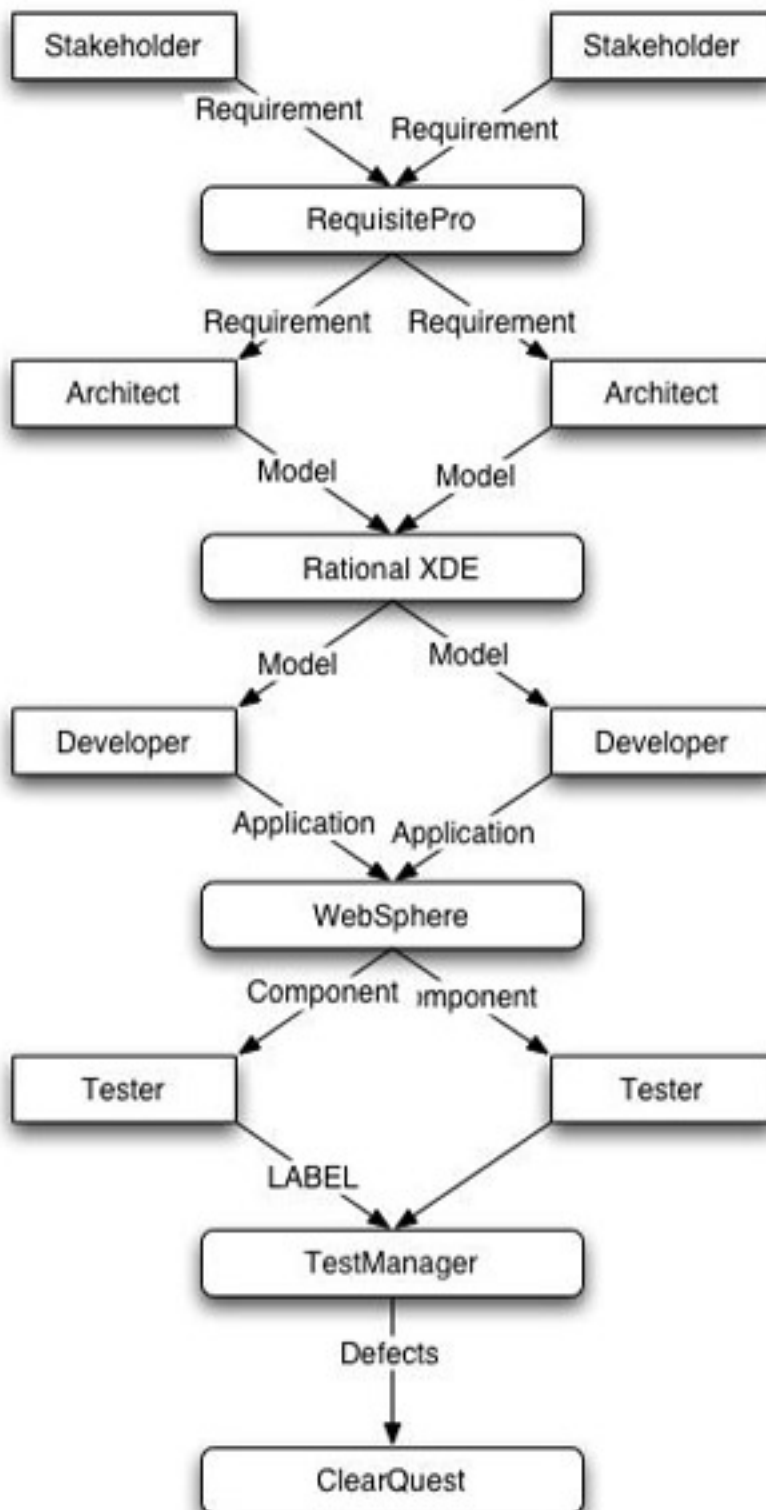 Stakeholder
Stakeholder
Requirement
Requirement
RequisitePro
Requirement
Requirement
Architect
Architect
Model
Model
Rational XDE
Model
Model
Developer
Developer
Application
Application
WebSphere
Component
omponent
Tester
Tester
LABEL
TestManager
Defects
ClearQuest